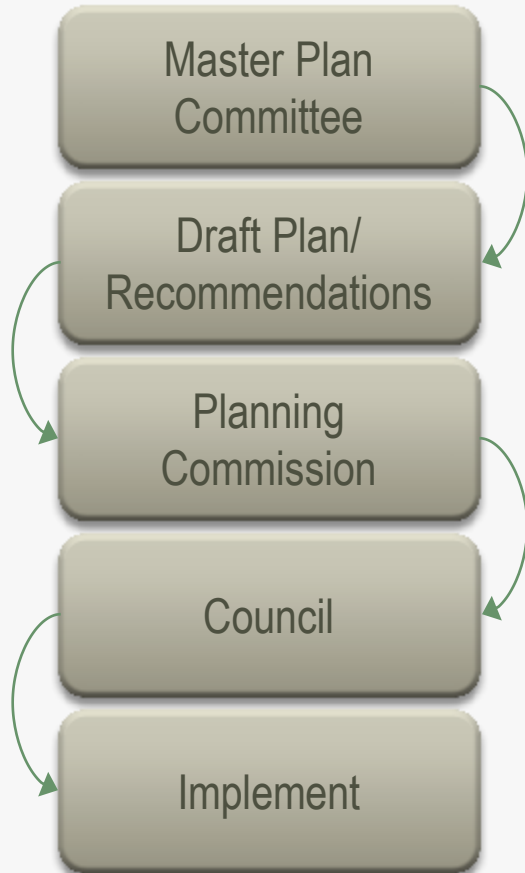 Master Plan
Committee
Draft Plan/
Recommendations
Planning
Commission
Council
Implement